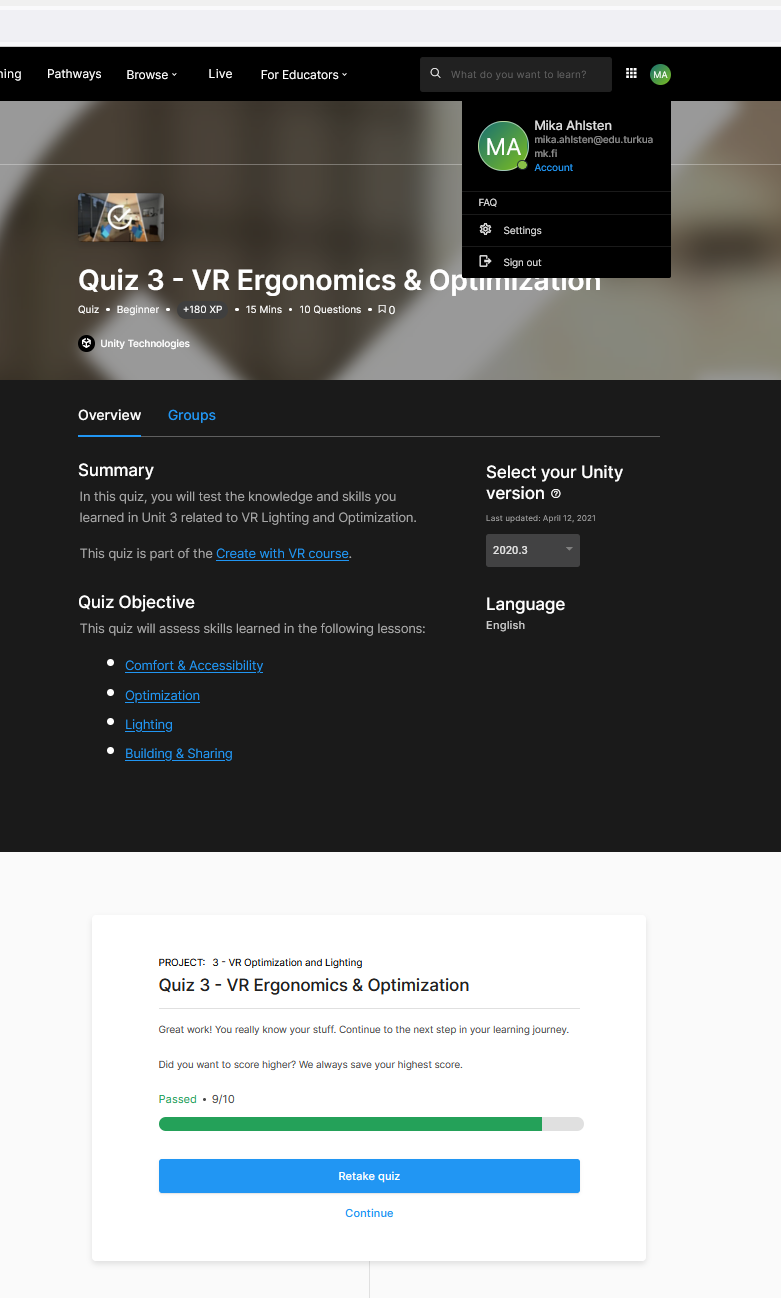 Pathways Browse Live For Educators What do you want to learn? MA
MA
Mika Ahlsten
mika.ahlsten@edu.turkua
mk.fi
Account
FAQ
Settings
Sign out
Quiz 3 - VR Ergonomics & Optimization
Quiz • Beginner • +180 XP • 15 Mins • 10 Questions • 0
Unity Technologies
Overview Groups
Summary
In this quiz, you will test the knowledge and skills you
learned in Unit 3 related to VR Lighting and Optimization.
This quiz is part of the Create with VR course.
Quiz Objective
This quiz will assess skills learned in the following lessons:
• Comfort & Accessibility
• Optimization
• Lighting
• Building & Sharing
Select your Unity
version
Last updated: April 12, 2021
2020.3
Language
English
PROJECT: 3 - VR Optimization and Lighting
Quiz 3 - VR Ergonomics & Optimization
Great work! You really know your stuff. Continue to the next step in your learning journey.
Did you want to score higher? We always save your highest score.
Passed • 9/10
Retake quiz
Continue